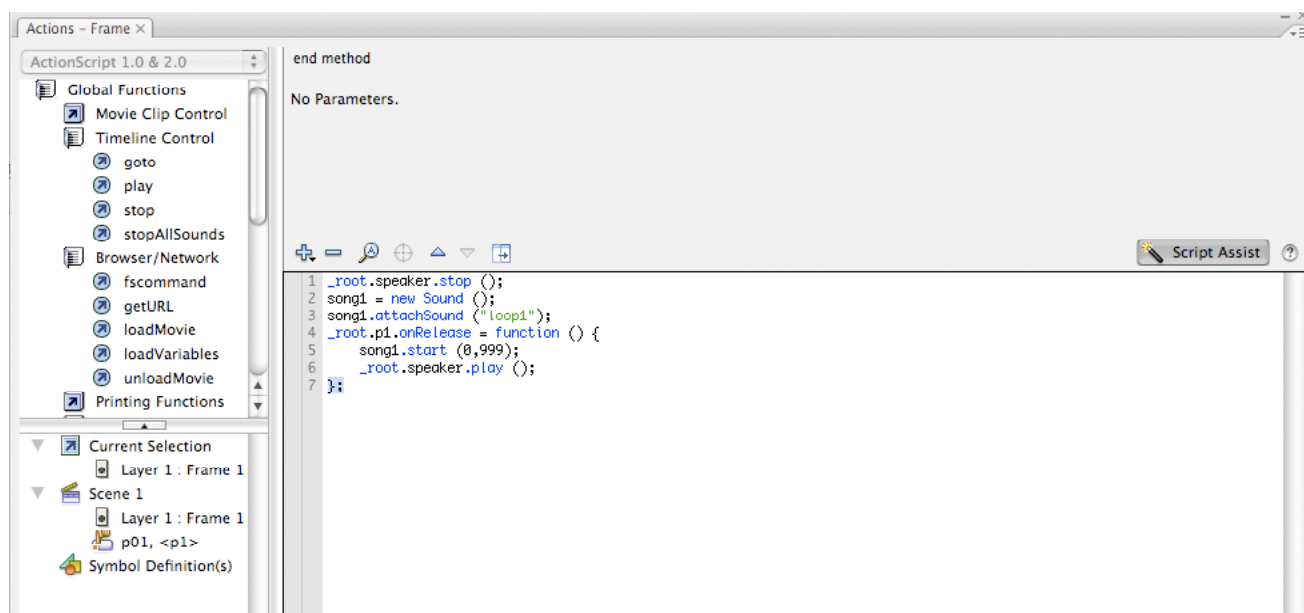 Actions – Frame ×
ActionScript 1.0 & 2.0
Global Functions
Movie Clip Control
Timeline Control
goto
play
stop
stopAllSounds
Browser/Network
fscommand
getURL
loadMovie
loadVariables
unloadMovie
Printing Functions
Current Selection
Layer 1 : Frame 1
Scene 1
Layer 1 : Frame 1
p01, <p1>
Symbol Definition(s)
end method
No Parameters.
Script Assist ?
1 _root.speaker.stop ();
2 song1 = new Sound ();
3 song1.attachSound ("loop1");
4 _root.p1.onRelease = function () {
5 song1.start (0,999);
6 _root.speaker.play ();
7 };